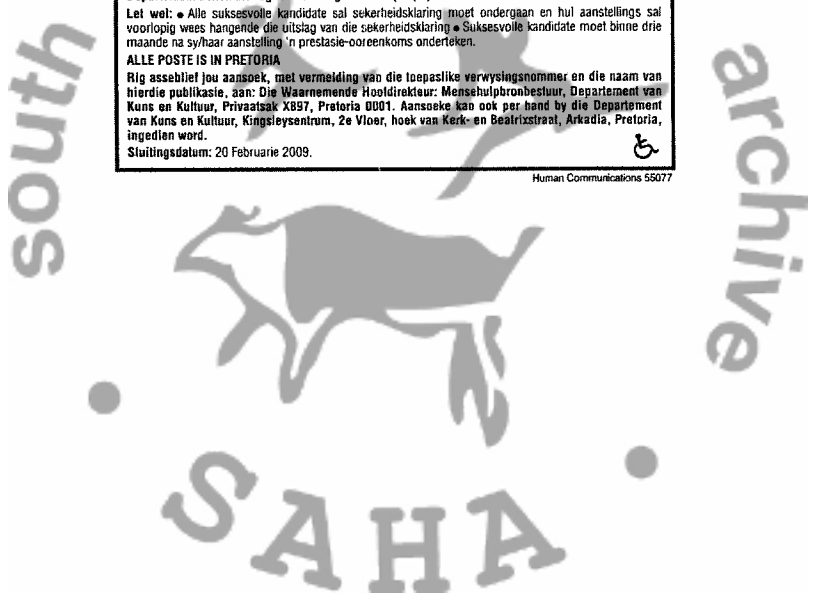 Let wel: • Alle suksesvolle kandidate sal sekerheidsklaring moet ondergaan en hul aanstellings sal
voorlopig wees hangende die uitslag van die sekerheidsklaring • Suksesvolle kandidate moet binne drie
maande na sy/haar aanstelling 'n prestasie-ooreenkoms onderteken.
ALLE POSTE IS IN PRETORIA
Rig asseblief jou aansoek, met vermelding van die toepaslike verwysingsnommer en die naam van
hierdie publikasie, aan: Die Waarnemende Hoofdirekteur: Mensehulpbronbestuur, Departement van
Kuns en Kultuur, Privaatsak X897, Pretoria 0001. Aansoeke kan ook per hand by die Departement
van Kuns en Kultuur, Kingsleysentrum, 2e Vloer, hoek van Kerk- en Beatrixstraat, Arkadia, Pretoria,
ingedien word.
Sluitingsdatum: 20 Februarie 2009.
Human Communications 55077
south
archive
SAHA